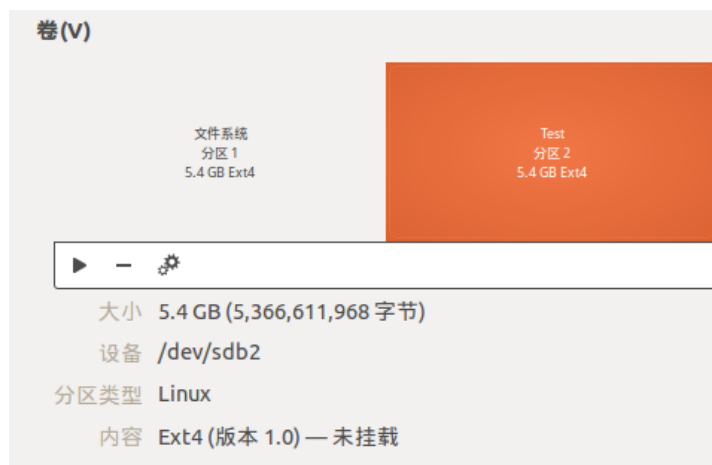 卷(V)
文件系统
分区 1
5.4 GB Ext4
Test
分区 2
5.4 GB Ext4
大小 5.4 GB (5,366,611,968 字节)
设备 /dev/sdb2
分区类型 Linux
内容 Ext4 (版本 1.0) — 未挂载